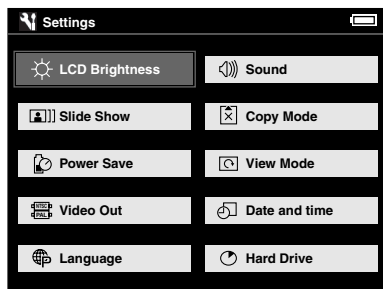 Settings
LCD Brightness
Sound
Slide Show
Copy Mode
Power Save
View Mode
NTSC
PAL
Video Out
Date and time
Language
Hard Drive